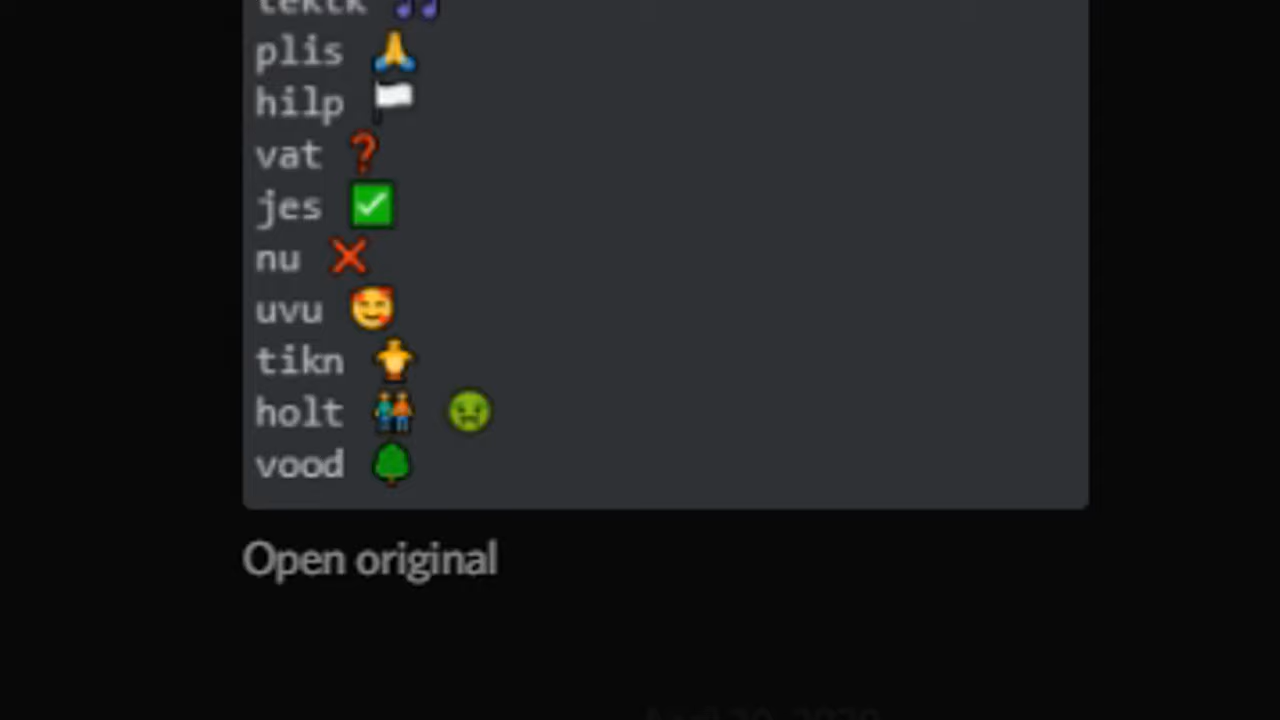 plis 🙏
hilp 🏳
vat ❓
jes ✅
nu ❌
uvu 🥰
tikn
holt 👫 🤢
vood 🌳
Open original